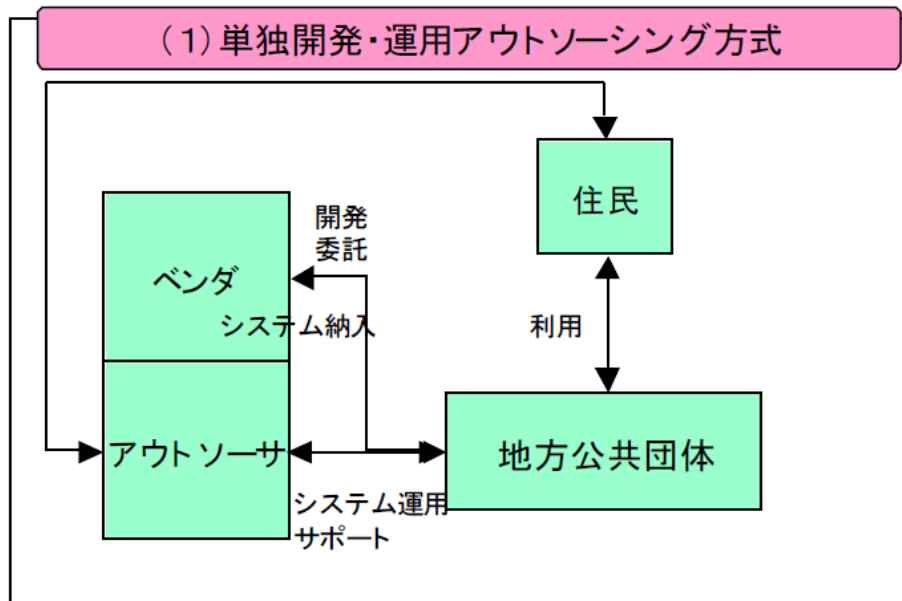 (1)単独開発・運用アウトソーシング方式
住民
開発
委託
ベンダ
システム納入
利用
アウトソーサ
地方公共団体
システム運用
サポート